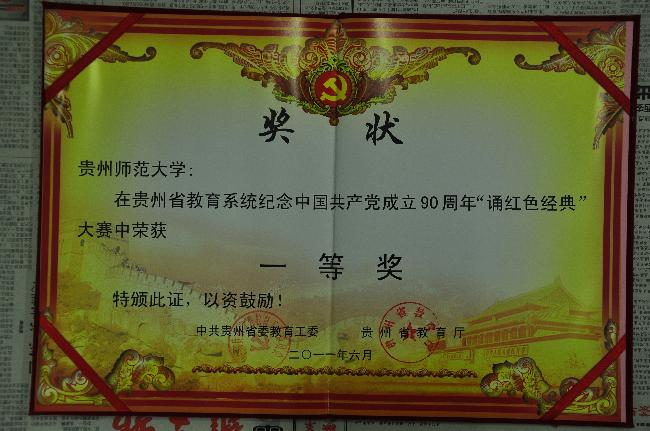 奖状
贵州师范大学:
在贵州省教育系统纪念中国共产党成立90周年“诵红色经典”
大赛中荣获
一等奖
特颁此证，以资鼓励！
中共贵州省委教育工委 贵州省教育厅
二〇一一年六月